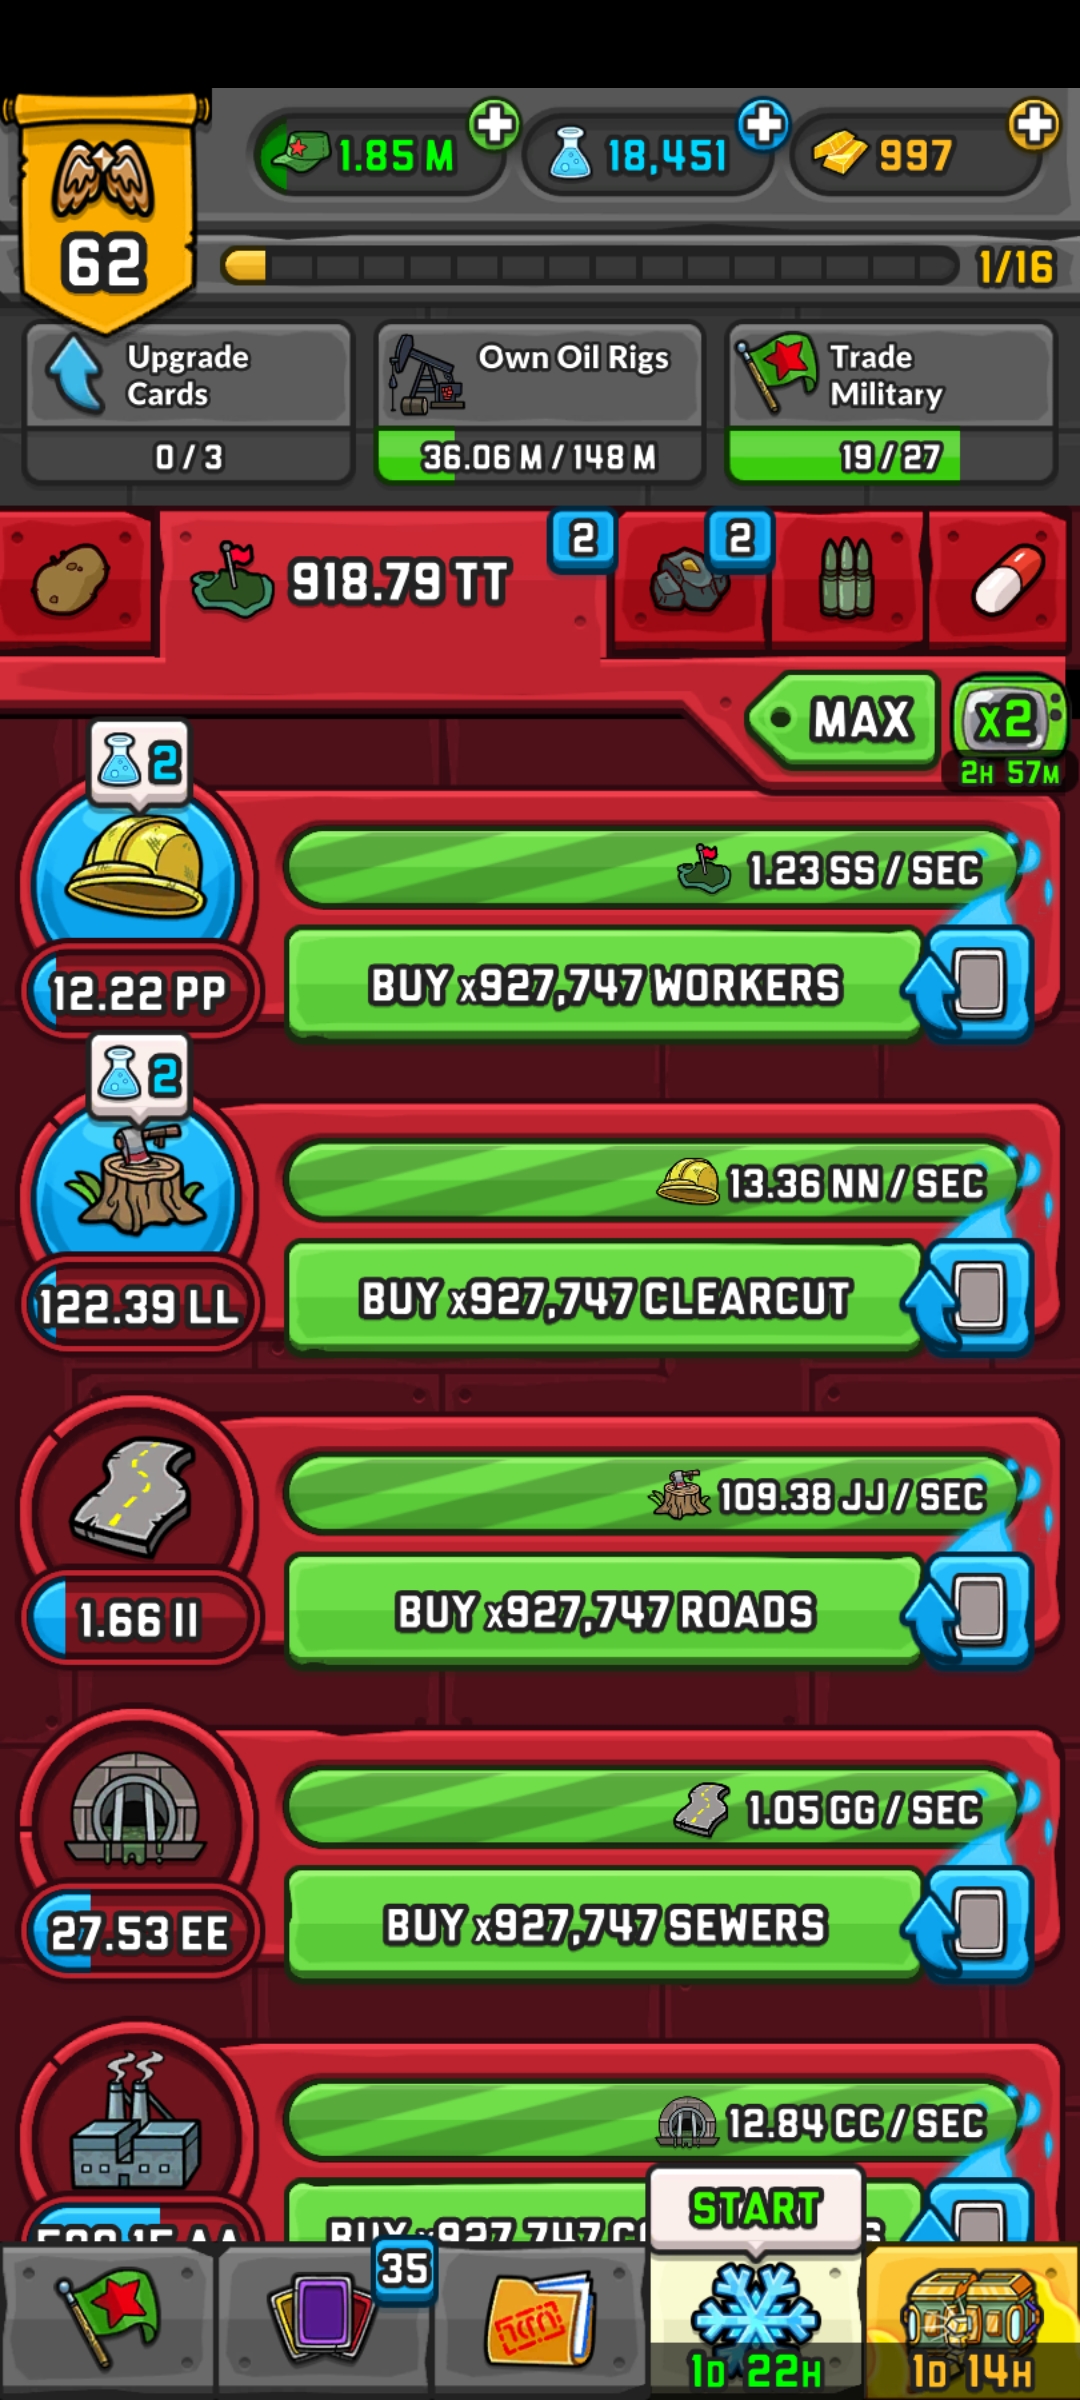 1.85 M
18,451
997
62
1/16
Upgrade
Cards
0 / 3
Own Oil Rigs
36.06 M / 148 M
Trade
Military
19 / 27
918.79 TT
2
2
MAX
x2
2H 57M
2
1.23 SS / SEC
12.22 PP
BUY x927,747 WORKERS
2
13.36 NN / SEC
122.39 LL
BUY x927,747 CLEARCUT
109.38 JJ / SEC
1.66 II
BUY x927,747 ROADS
1.05 GG / SEC
27.53 EE
BUY x927,747 SEWERS
12.84 CC / SEC
BUY x927,747
START
35
1D 22H
1D 14H